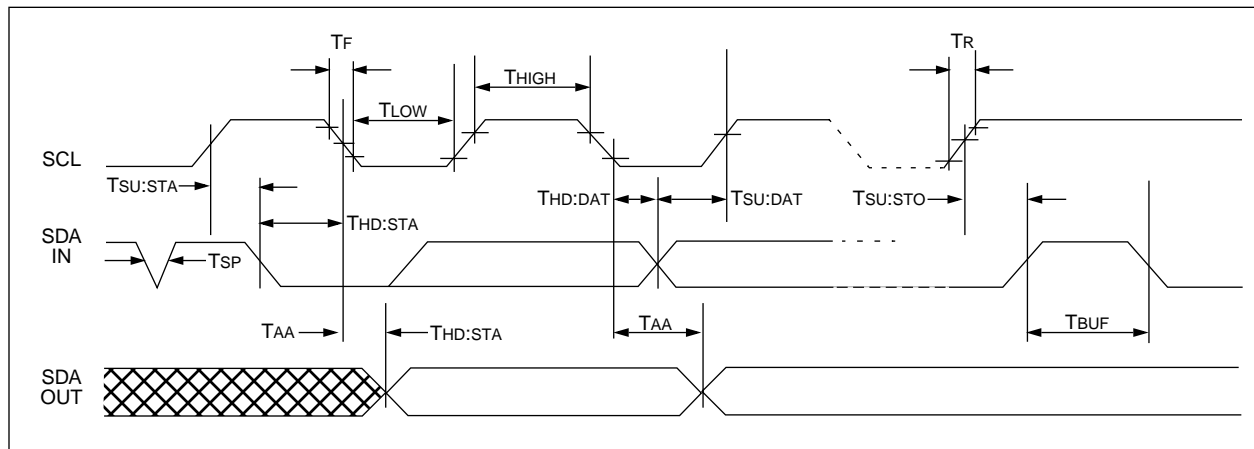 TF
TR
THIGH
TLOW
SCL
TSU:STA
THD:DAT
TSU:DAT
TSU:STO
THD:STA
SDA
IN
TSP
TAA
THD:STA
TAA
TBUF
SDA
OUT